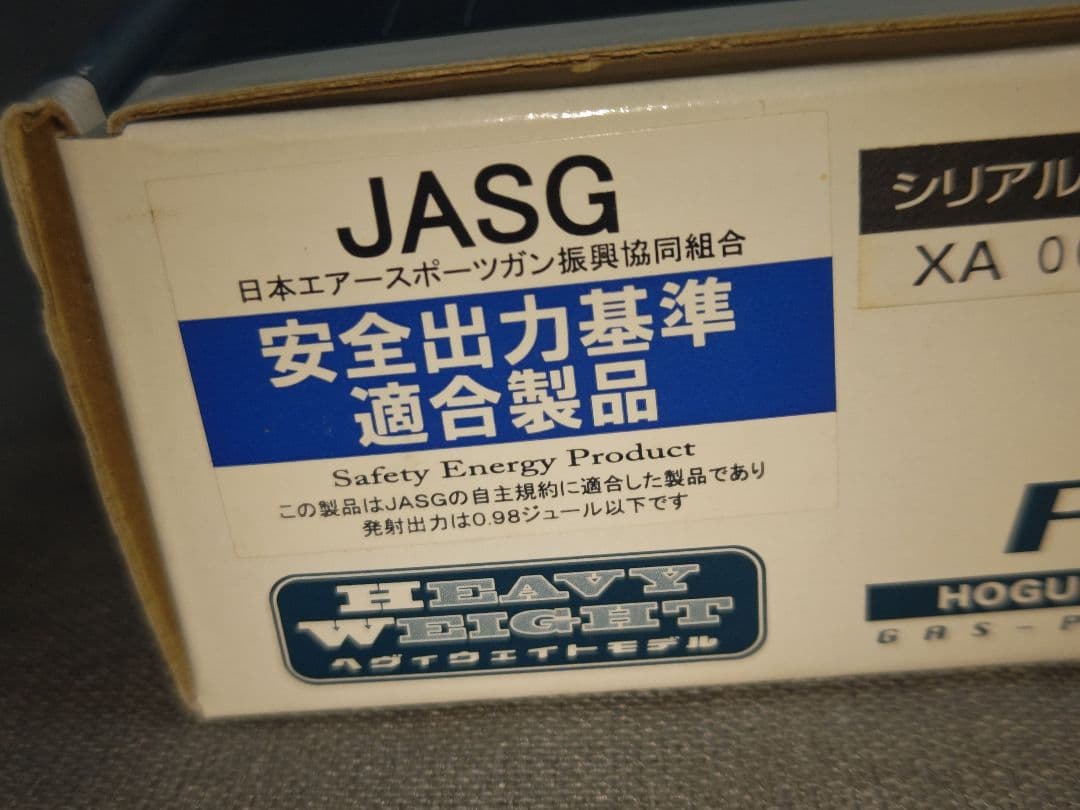 JASG
日本エアースポーツガン振興協同組合
安全出力基準
適合製品
Safety Energy Product
この製品はJASGの自主規約に適合した製品であり
発射出力は0.98ジュール以下です
HEAVY
WEIGHT
ヘヴィウェイトモデル
シリアル
XA 0
HOGU
GAS-P